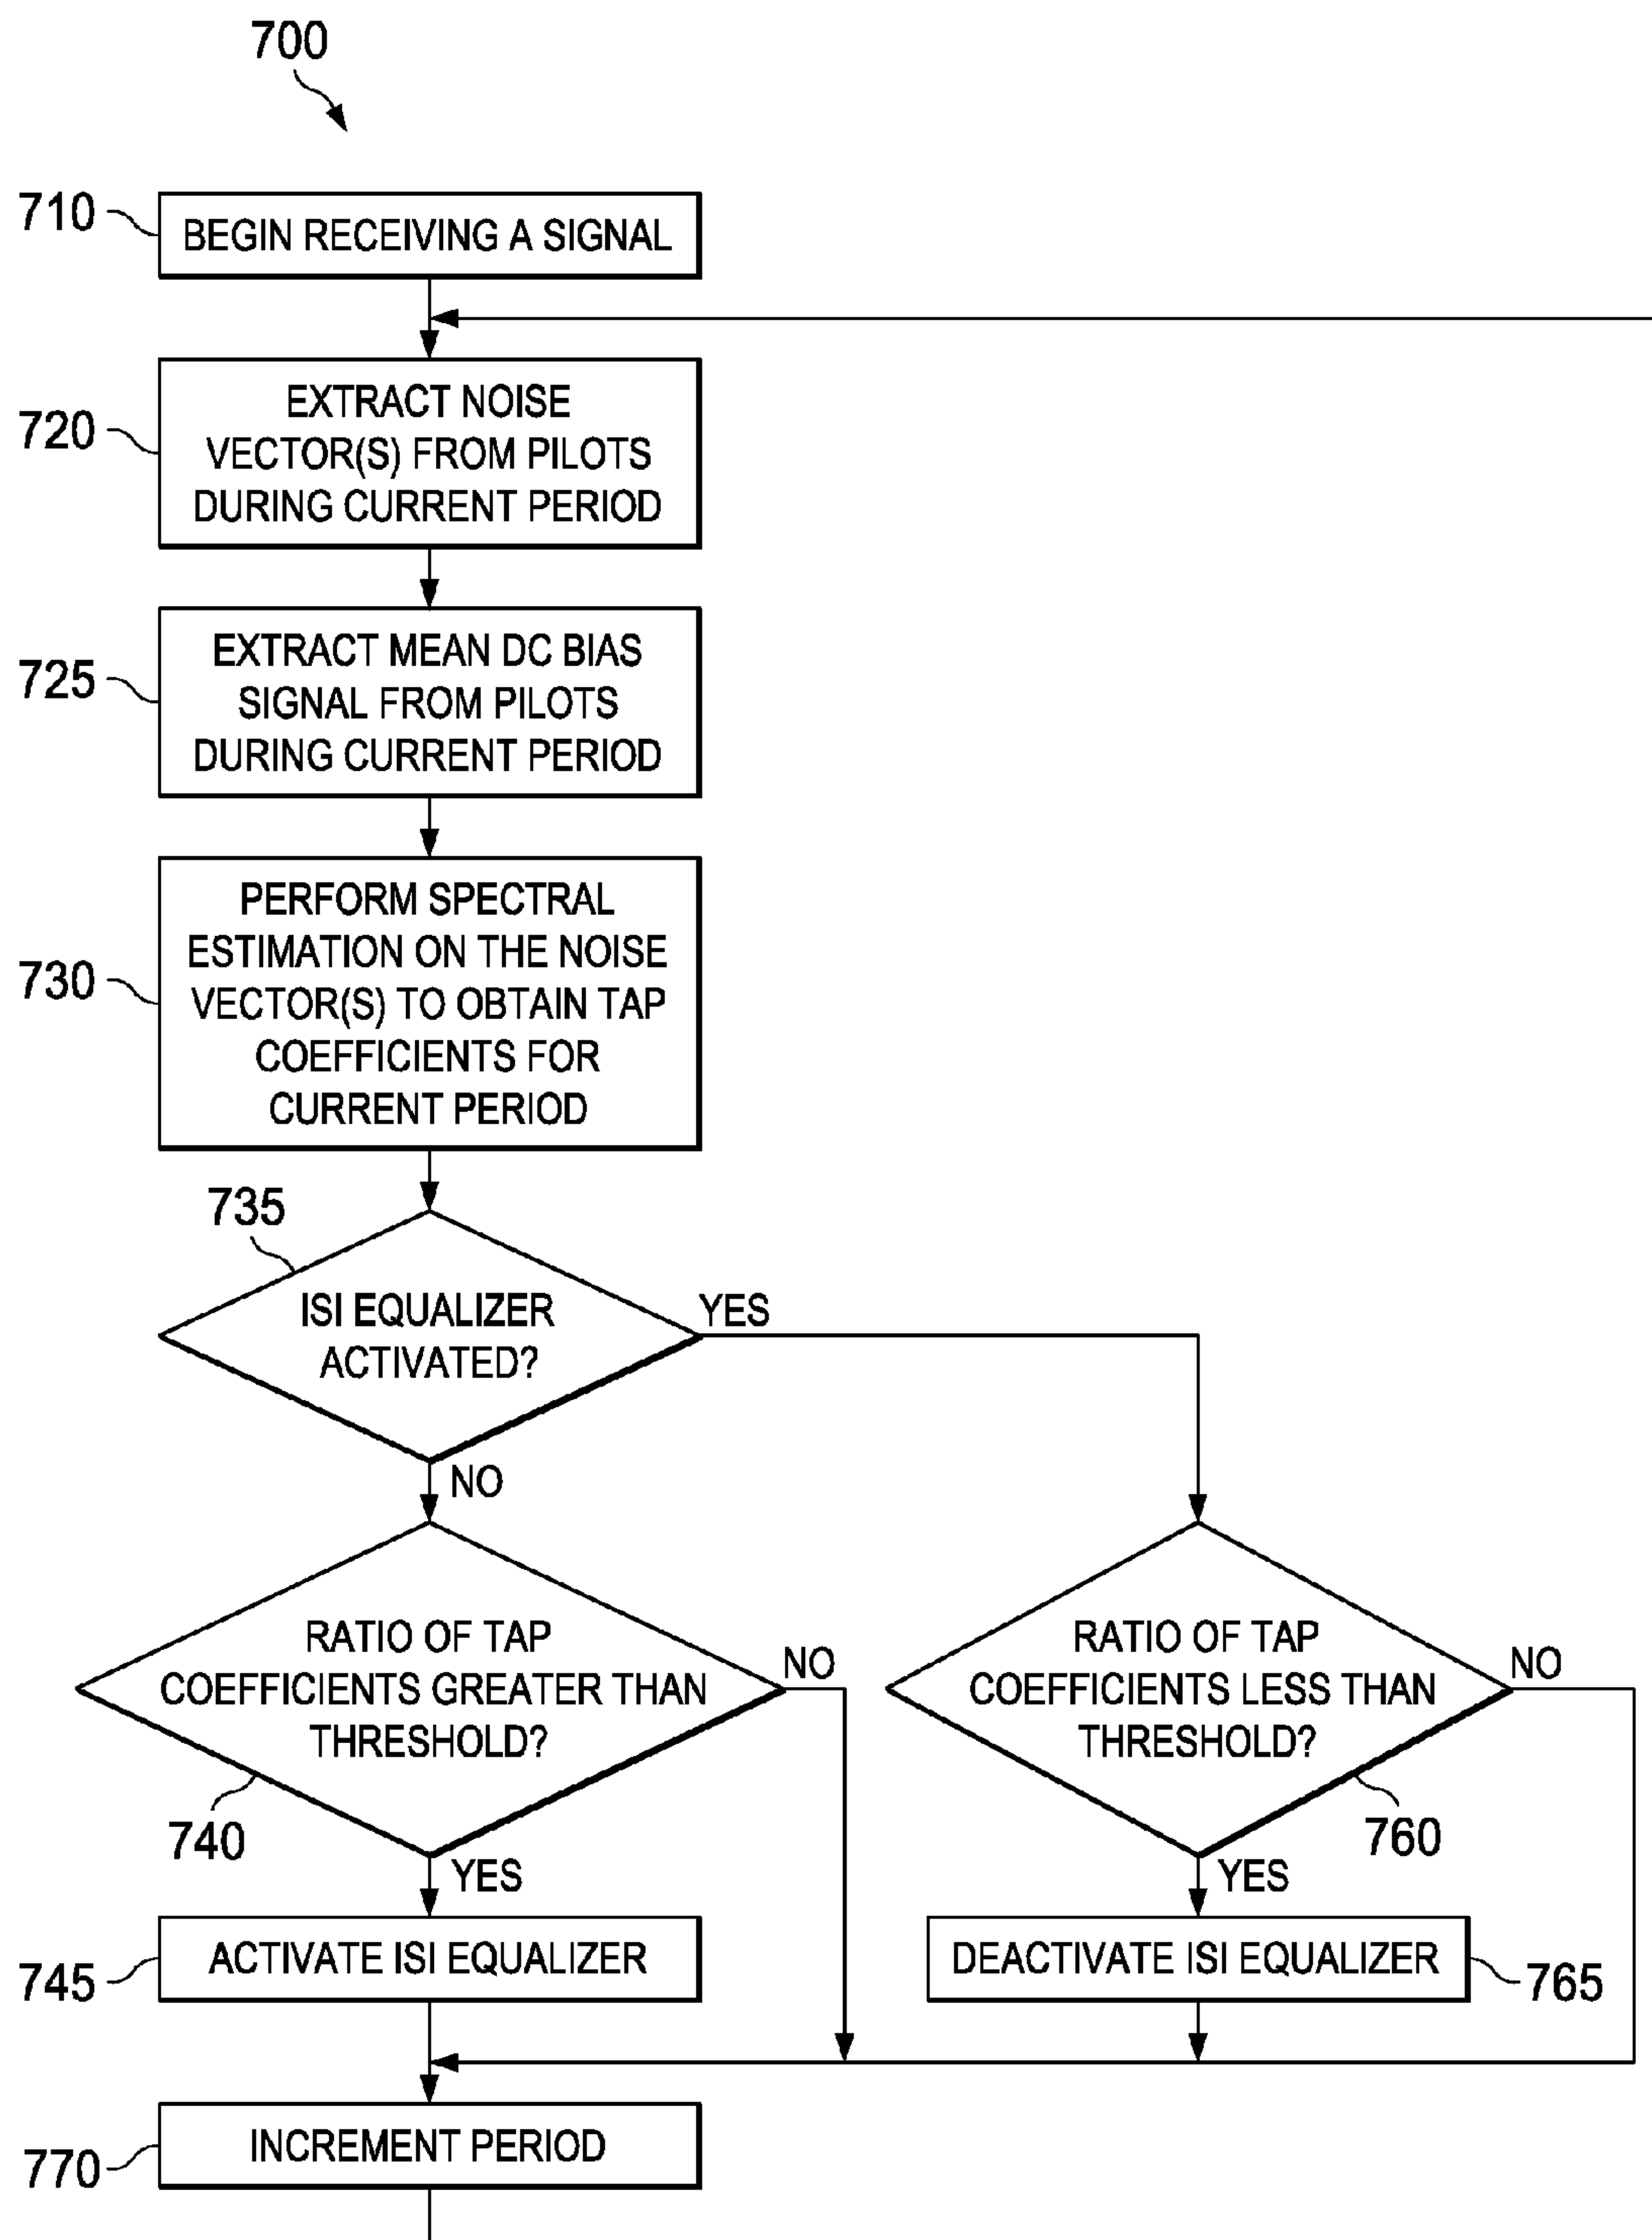 700
710
BEGIN RECEIVING A SIGNAL
720
EXTRACT NOISE
VECTOR(S) FROM PILOTS
DURING CURRENT PERIOD
725
EXTRACT MEAN DC BIAS
SIGNAL FROM PILOTS
DURING CURRENT PERIOD
730
PERFORM SPECTRAL
ESTIMATION ON THE NOISE
VECTOR(S) TO OBTAIN TAP
COEFFICIENTS FOR
CURRENT PERIOD
735
ISI EQUALIZER
ACTIVATED?
YES
NO
RATIO OF TAP
COEFFICIENTS GREATER THAN
THRESHOLD?
NO
740
YES
RATIO OF TAP
COEFFICIENTS LESS THAN
THRESHOLD?
NO
760
YES
745
ACTIVATE ISI EQUALIZER
DEACTIVATE ISI EQUALIZER
765
770
INCREMENT PERIOD